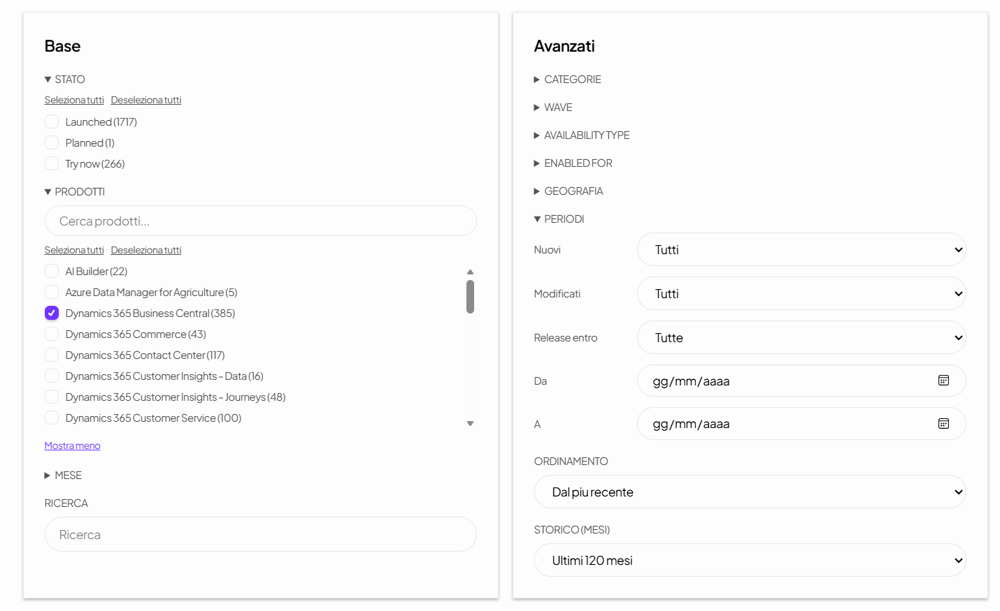 Base
STATO
Seleziona tutti Deseleziona tutti
Launched (1717)
Planned (1)
Try now (266)
PRODOTTI
Cerca prodotti...
Seleziona tutti Deseleziona tutti
AI Builder (22)
Azure Data Manager for Agriculture (5)
Dynamics 365 Business Central (385)
Dynamics 365 Commerce (43)
Dynamics 365 Contact Center (117)
Dynamics 365 Customer Insights - Data (16)
Dynamics 365 Customer Insights - Journeys (48)
Dynamics 365 Customer Service (100)
Mostra meno
MESE
RICERCA
Ricerca
Avanzati
CATEGORIE
WAVE
AVAILABILITY TYPE
ENABLED FOR
GEOGRAFIA
PERIODI
Nuovi Tutti
Modificati Tutti
Release entro Tutte
Da gg/mm/aaaa
A gg/mm/aaaa
ORDINAMENTO
Dal piu recente
STORICO (MESI)
Ultimi 120 mesi